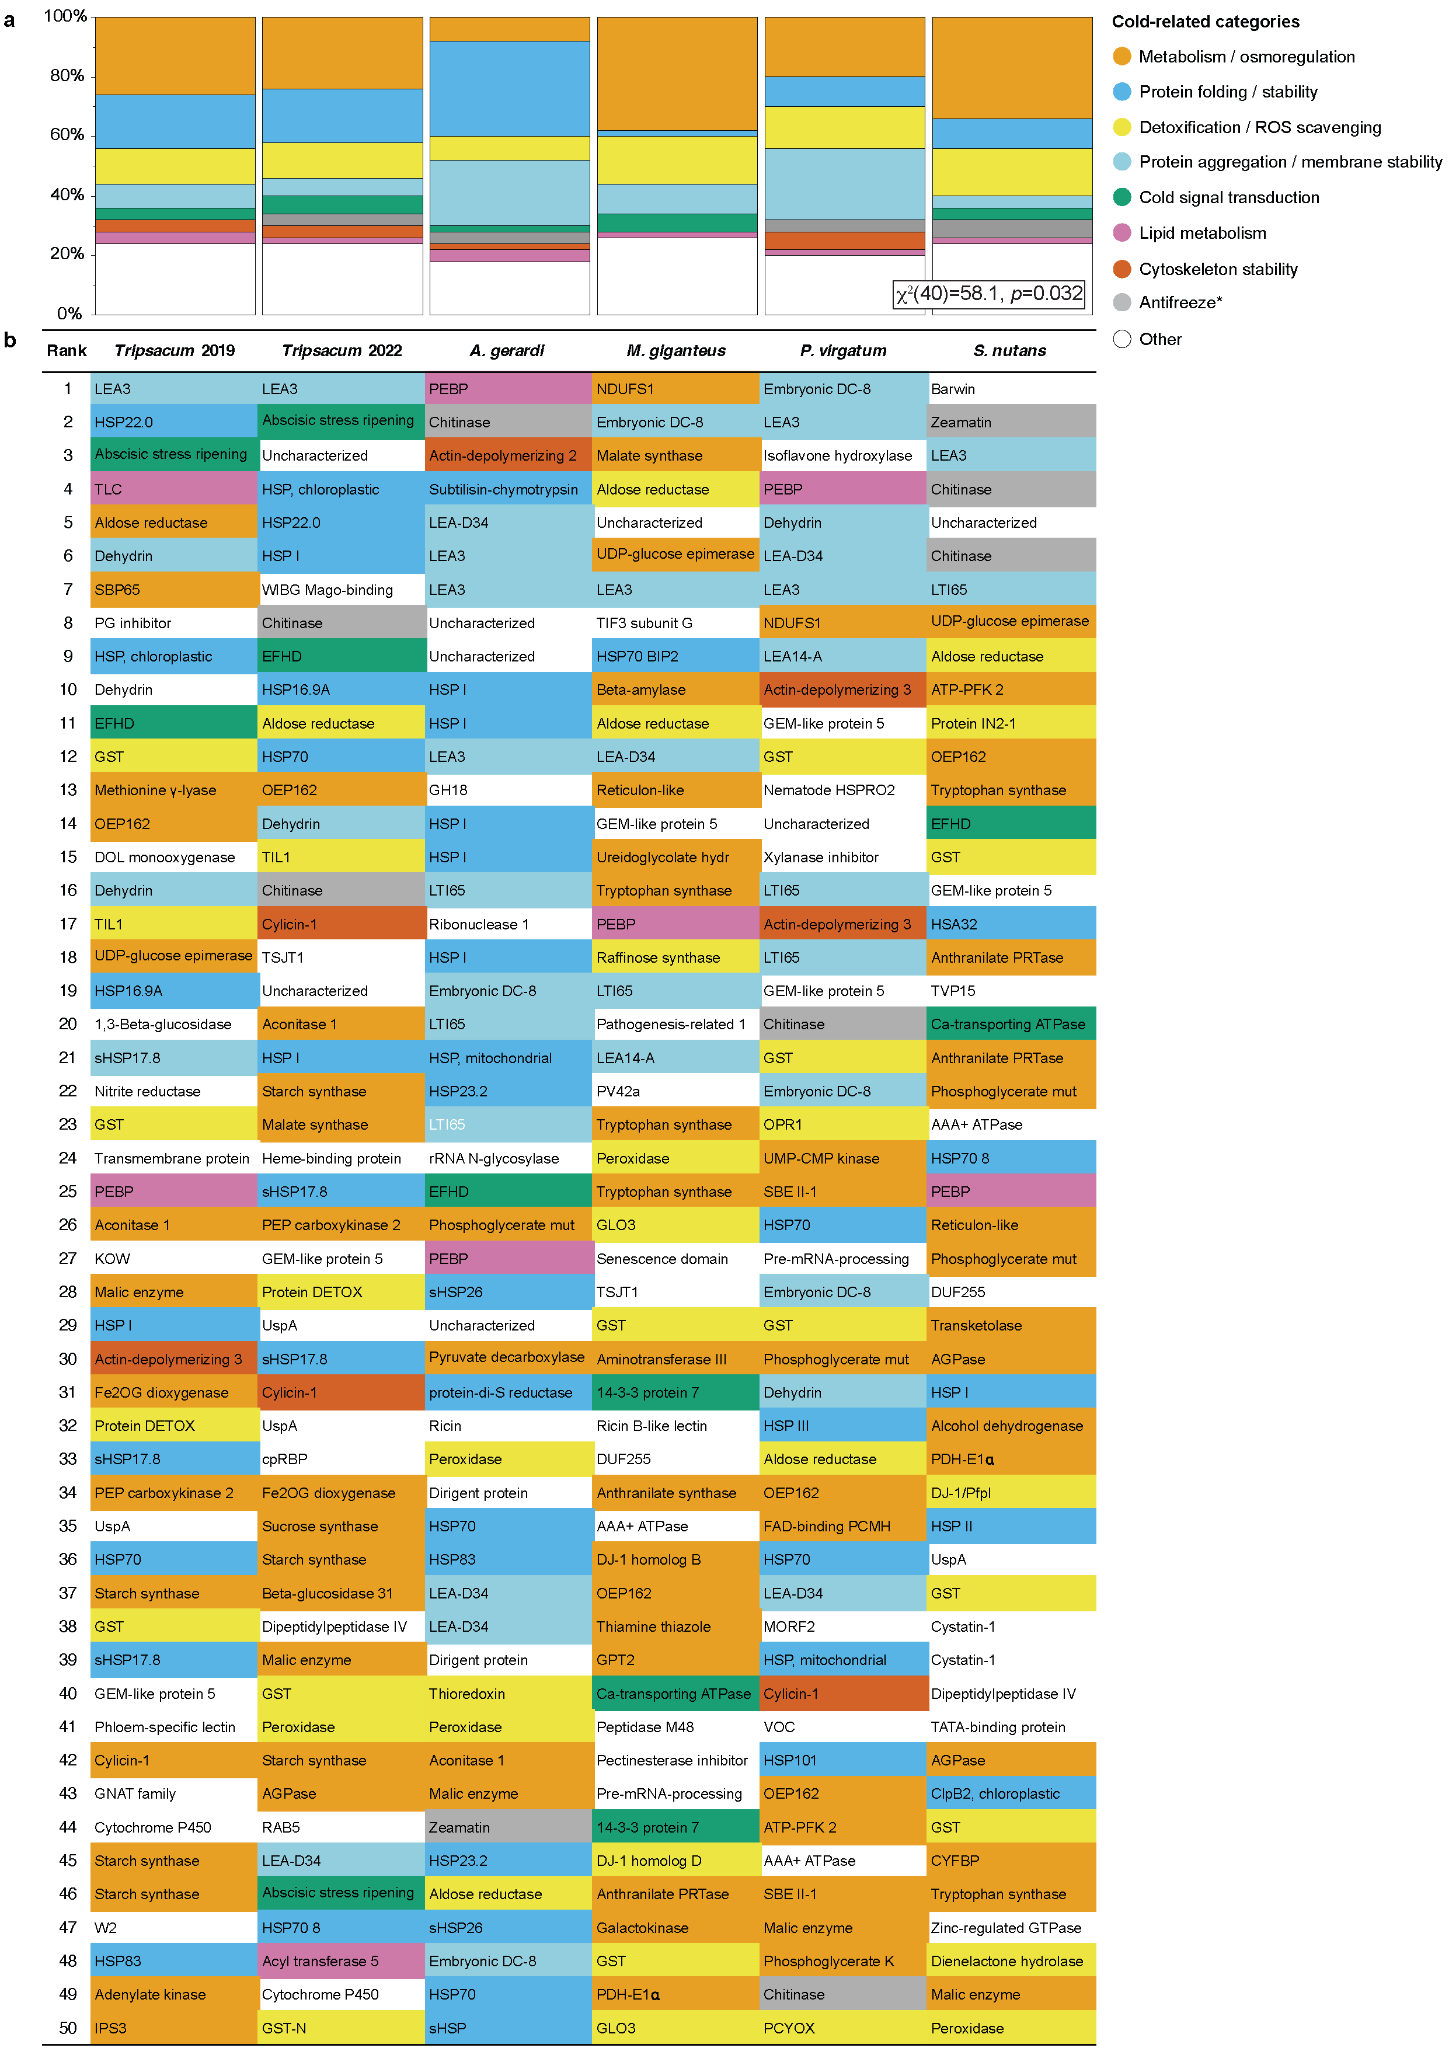 a
100%
80%
60%
40%
20%
0%
χ²(40)=58.1, p=0.032
Cold-related categories
Metabolism / osmoregulation
Protein folding / stability
Detoxification / ROS scavenging
Protein aggregation / membrane stability
Cold signal transduction
Lipid metabolism
Cytoskeleton stability
Antifreeze*
Other
b
Rank Tripsacum 2019 Tripsacum 2022 A. gerardi M. giganteus P. virgatum S. nutans
1 LEA3 LEA3 PEBP NDUFS1 Embryonic DC-8 Barwin
2 HSP22.0 Abscisic stress ripening Chitinase Embryonic DC-8 LEA3 Zeamatin
3 Abscisic stress ripening Uncharacterized Actin-depolymerizing 2 Malate synthase Isoflavone hydroxylase LEA3
4 TLC HSP, chloroplastic Subtilisin-chymotrypsin Aldose reductase PEBP Chitinase
5 Aldose reductase HSP22.0 LEA-D34 Uncharacterized Dehydrin Uncharacterized
6 Dehydrin HSP I LEA3 UDP-glucose epimerase LEA-D34 Chitinase
7 SBP65 WIBG Mago-binding LEA3 LEA3 LEA3 LTI65
8 PG inhibitor Chitinase Uncharacterized TIF3 subunit G NDUFS1 UDP-glucose epimerase
9 HSP, chloroplastic EFHD Uncharacterized HSP70 BIP2 LEA14-A Aldose reductase
10 Dehydrin HSP16.9A HSP I Beta-amylase Actin-depolymerizing 3 ATP-PFK 2
11 EFHD Aldose reductase HSP I Aldose reductase GEM-like protein 5 Protein IN2-1
12 GST HSP70 LEA3 LEA-D34 GST OEP162
13 Methionine γ-lyase OEP162 GH18 Reticulon-like Nematode HSPRO2 Tryptophan synthase
14 OEP162 Dehydrin HSP I GEM-like protein 5 Uncharacterized EFHD
15 DOL monooxygenase TIL1 HSP I Ureidoglycolate hydr Xylanase inhibitor GST
16 Dehydrin Chitinase LTI65 Tryptophan synthase LTI65 GEM-like protein 5
17 TIL1 Cylicin-1 Ribonuclease 1 PEBP Actin-depolymerizing 3 HSA32
18 UDP-glucose epimerase TSJT1 HSP I Raffinose synthase LTI65 Anthranilate PRTase
19 HSP16.9A Uncharacterized Embryonic DC-8 LTI65 GEM-like protein 5 TVP15
20 1,3-Beta-glucosidase Aconitase 1 LTI65 Pathogenesis-related 1 Chitinase Ca-transporting ATPase
21 sHSP17.8 HSP I HSP, mitochondrial LEA14-A GST Anthranilate PRTase
22 Nitrite reductase Starch synthase HSP23.2 PV42a Embryonic DC-8 Phosphoglycerate mut
23 GST Malate synthase LTI65 Tryptophan synthase OPR1 AAA+ ATPase
24 Transmembrane protein Heme-binding protein rRNA N-glycosylase Peroxidase UMP-CMP kinase HSP70 8
25 PEBP sHSP17.8 EFHD Tryptophan synthase SBE II-1 PEBP
26 Aconitase 1 PEP carboxykinase 2 Phosphoglycerate mut GLO3 HSP70 Reticulon-like
27 KOW GEM-like protein 5 PEBP Senescence domain Pre-mRNA-processing Phosphoglycerate mut
28 Malic enzyme Protein DETOX sHSP26 TSJT1 Embryonic DC-8 DUF255
29 HSP I UspA Uncharacterized GST GST Transketolase
30 Actin-depolymerizing 3 sHSP17.8 Pyruvate decarboxylase Aminotransferase III Phosphoglycerate mut AGPase
31 Fe2OG dioxygenase Cylicin-1 protein-di-S reductase 14-3-3 protein 7 Dehydrin HSP I
32 Protein DETOX UspA Ricin Ricin B-like lectin HSP III Alcohol dehydrogenase
33 sHSP17.8 cpRBP Peroxidase DUF255 Aldose reductase PDH-E1α
34 PEP carboxykinase 2 Fe2OG dioxygenase Dirigent protein Anthranilate synthase OEP162 DJ-1/PfpI
35 UspA Sucrose synthase HSP70 AAA+ ATPase FAD-binding PCMH HSP II
36 HSP70 Starch synthase HSP83 DJ-1 homolog B HSP70 UspA
37 Starch synthase Beta-glucosidase 31 LEA-D34 OEP162 LEA-D34 GST
38 GST Dipeptidylpeptidase IV LEA-D34 Thiamine thiazole MORF2 Cystatin-1
39 sHSP17.8 Malic enzyme Dirigent protein GPT2 HSP, mitochondrial Cystatin-1
40 GEM-like protein 5 GST Thioredoxin Ca-transporting ATPase Cylicin-1 Dipeptidylpeptidase IV
41 Phloem-specific lectin Peroxidase Peroxidase Peptidase M48 VOC TATA-binding protein
42 Cylicin-1 Starch synthase Aconitase 1 Pectinesterase inhibitor HSP101 AGPase
43 GNAT family AGPase Malic enzyme Pre-mRNA-processing OEP162 ClpB2, chloroplastic
44 Cytochrome P450 RAB5 Zeamatin 14-3-3 protein 7 ATP-PFK 2 GST
45 Starch synthase LEA-D34 HSP23.2 DJ-1 homolog D AAA+ ATPase CYFBP
46 Starch synthase Abscisic stress ripening Aldose reductase Anthranilate PRTase SBE II-1 Tryptophan synthase
47 W2 HSP70 8 sHSP26 Galactokinase Malic enzyme Zinc-regulated GTPase
48 HSP83 Acyl transferase 5 Embryonic DC-8 GST Phosphoglycerate K Dienelactone hydrolase
49 Adenylate kinase Cytochrome P450 HSP70 PDH-E1α Chitinase Malic enzyme
50 IPS3 GST-N sHSP GLO3 PCYOX Peroxidase